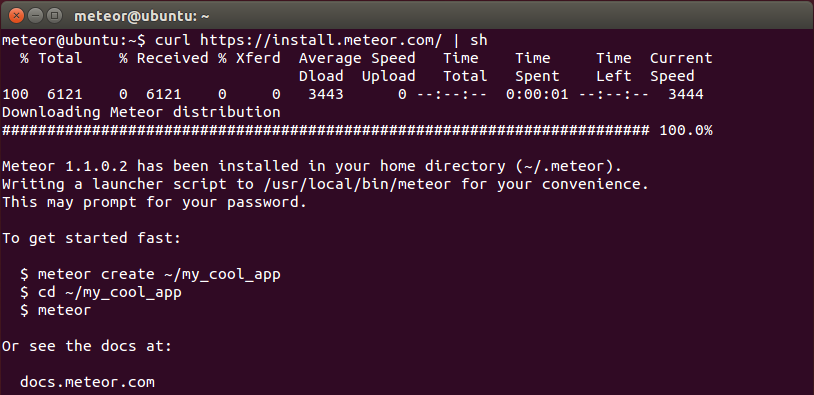 meteor@ubuntu: ~
meteor@ubuntu:~$ curl https://install.meteor.com/ | sh
  % Total    % Received % Xferd  Average Speed   Time    Time     Time  Current
                                 Dload  Upload   Total   Spent    Left  Speed
100  6121    0  6121    0     0   3443      0 --:--:--  0:00:01 --:--:--  3444
Downloading Meteor distribution
######################################################################## 100.0%
Meteor 1.1.0.2 has been installed in your home directory (~/.meteor).
Writing a launcher script to /usr/local/bin/meteor for your convenience.
This may prompt for your password.
To get started fast:
  $ meteor create ~/my_cool_app
  $ cd ~/my_cool_app
  $ meteor
Or see the docs at:
  docs.meteor.com